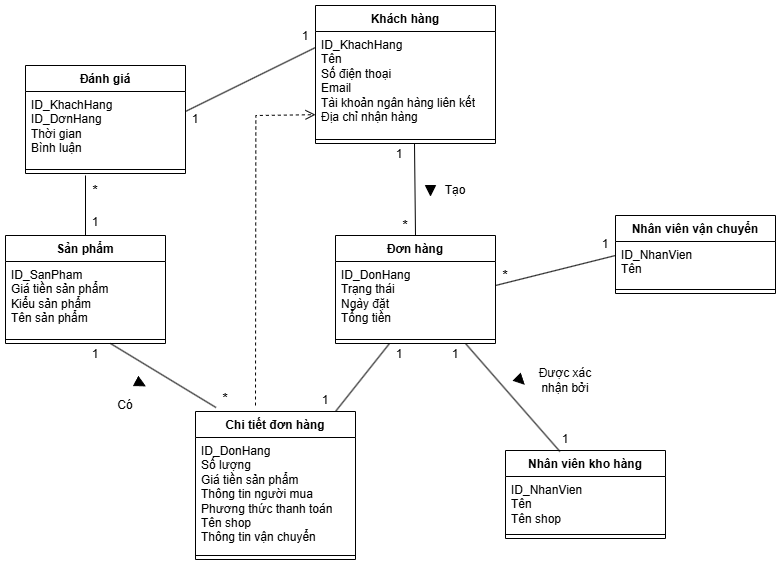 Khách hàng
ID_KhachHang
Tên
Số điện thoại
Email
Tài khoản ngân hàng liên kết
Địa chỉ nhận hàng
1
1
Đánh giá
ID_KhachHang
ID_DơnHang
Thời gian
Bình luận
*
1
1
Tạo
*
Sản phẩm
ID_SanPham
Giá tiền sản phẩm
Kiểu sản phẩm
Tên sản phẩm
Đơn hàng
ID_DonHang
Trạng thái
Ngày đặt
Tổng tiền
*
1
Nhân viên vận chuyển
ID_NhanVien
Tên
1
Có
*
1
1
1
Được xác
nhận bởi
1
Chi tiết đơn hàng
ID_DonHang
Số lượng
Giá tiền sản phẩm
Thông tin người mua
Phương thức thanh toán
Tên shop
Thông tin vận chuyển
Nhân viên kho hàng
ID_NhanVien
Tên
Tên shop